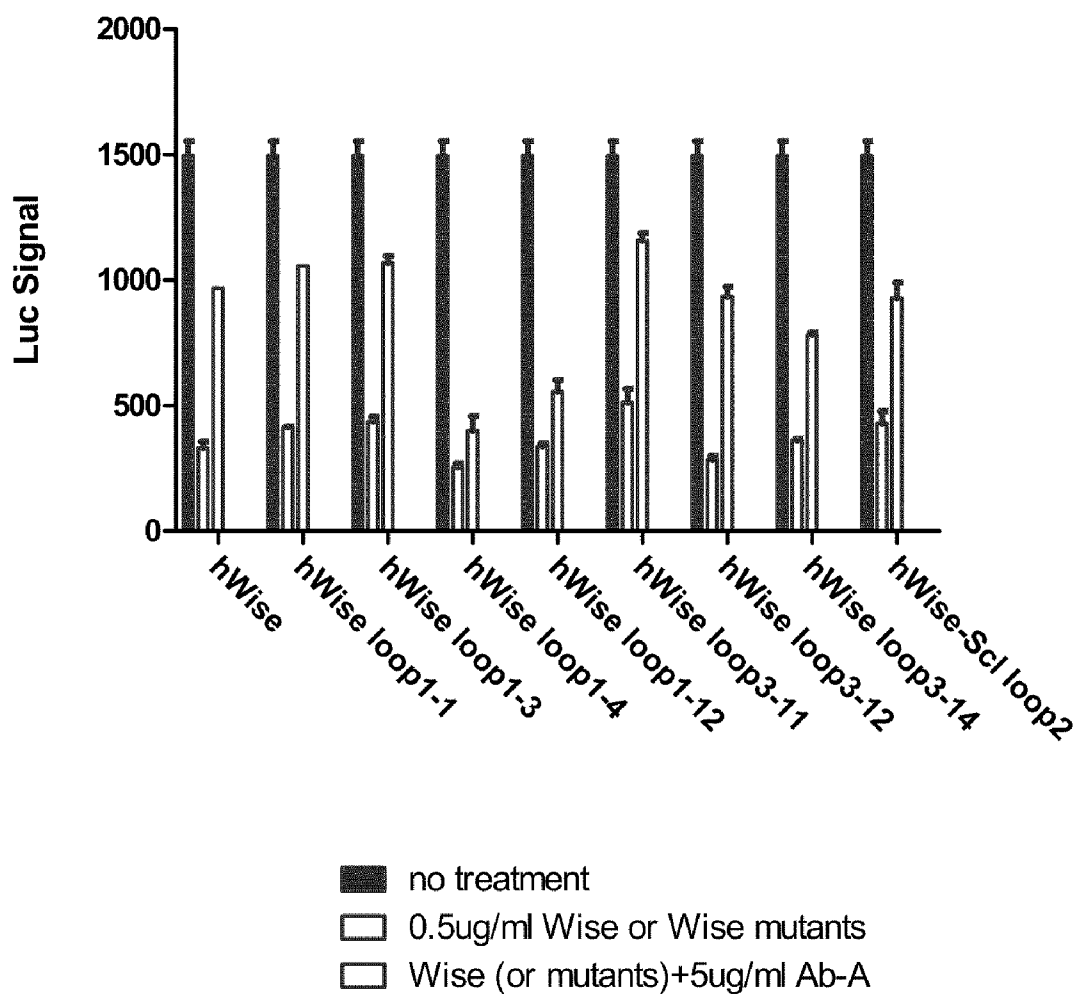 2000
1500
1000
500
0
Luc Signal
hWise
hWise loop1-1
hWise loop1-3
hWise loop1-4
hWise loop1-12
hWise loop3-11
hWise loop3-12
hWise loop3-14
hWise-Scl loop2
no treatment
0.5ug/ml Wise or Wise mutants
Wise (or mutants)+5ug/ml Ab-A